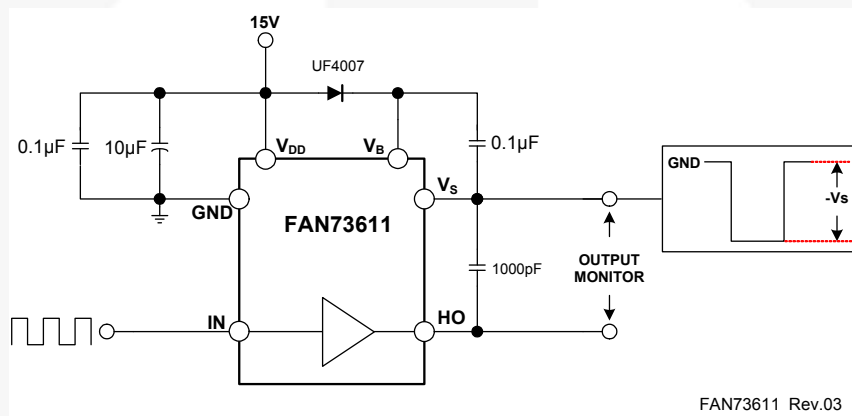 15V
UF4007
0.1µF
10µF
VDD
VB
0.1µF
GND
VS
GND
-Vs
FAN73611
1000pF
OUTPUT
MONITOR
IN
HO
FAN73611 Rev.03